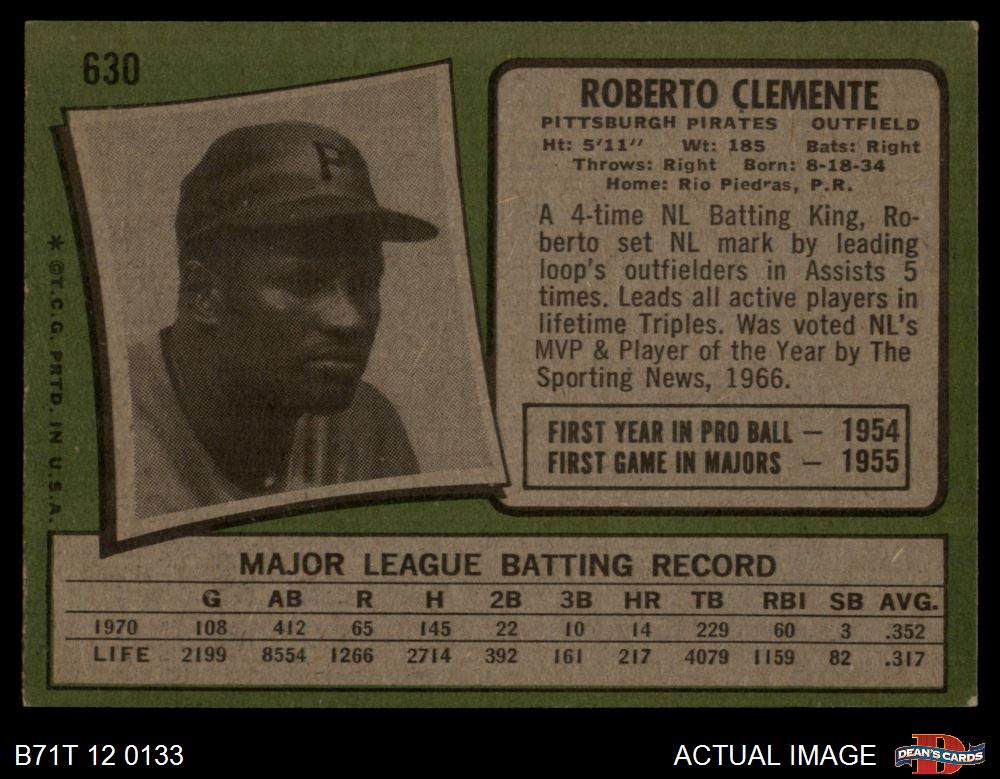 630
P
ROBERTO CLEMENTE
PITTSBURGH PIRATES OUTFIELD
Ht: 5'11" Wt: 185 Bats: Right
Throws: Right Born: 8-18-34
Home: Rio Piedras, P.R.
A 4-time NL Batting King, Ro-
berto set NL mark by leading
loop's outfielders in Assists 5
times. Leads all active players in
lifetime Triples. Was voted NL's
MVP & Player of the Year by The
Sporting News, 1966.
FIRST YEAR IN PRO BALL — 1954
FIRST GAME IN MAJORS — 1955
* ©T.C.G. PRTD. IN U.S.A.
MAJOR LEAGUE BATTING RECORD
G AB R H 2B 3B HR TB RBI SB AVG.
1970 108 412 65 145 22 10 14 229 60 3 .352
LIFE 2199 8554 1266 2714 392 161 217 4079 1159 82 .317
B71T 12 0133
ACTUAL IMAGE
D
DEAN'S CARDS